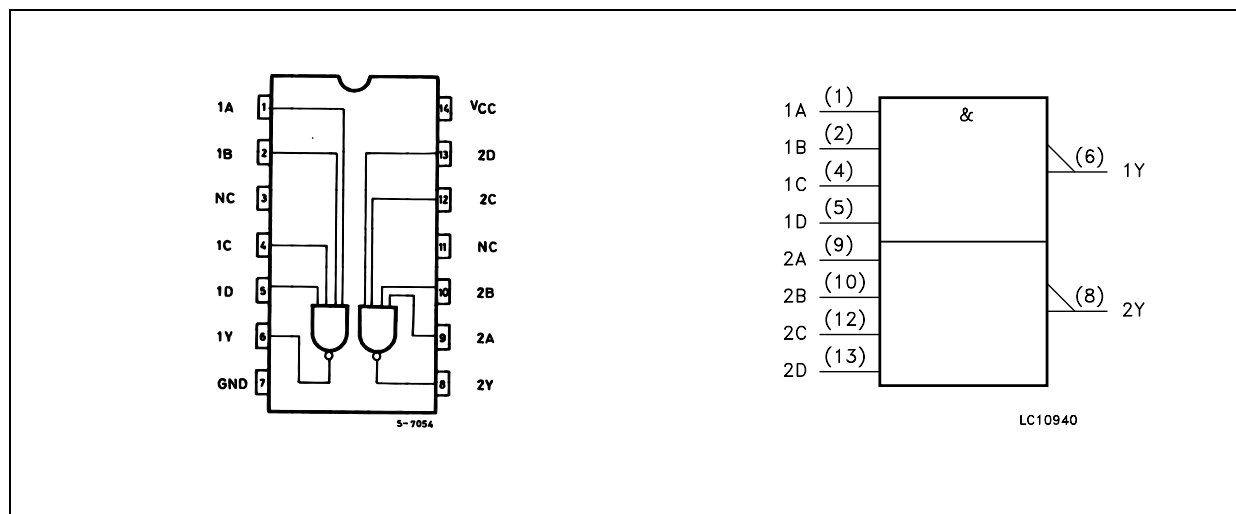 1A 1 14 VCC
1B 2 13 2D
NC 3 12 2C
1C 4 11 NC
1D 5 10 2B
1Y 6 9 2A
GND 7 8 2Y
S-7054
&
1A (1)
1B (2)
1C (4)
1D (5)
2A (9)
2B (10)
2C (12)
2D (13)
(6) 1Y
(8) 2Y
LC10940